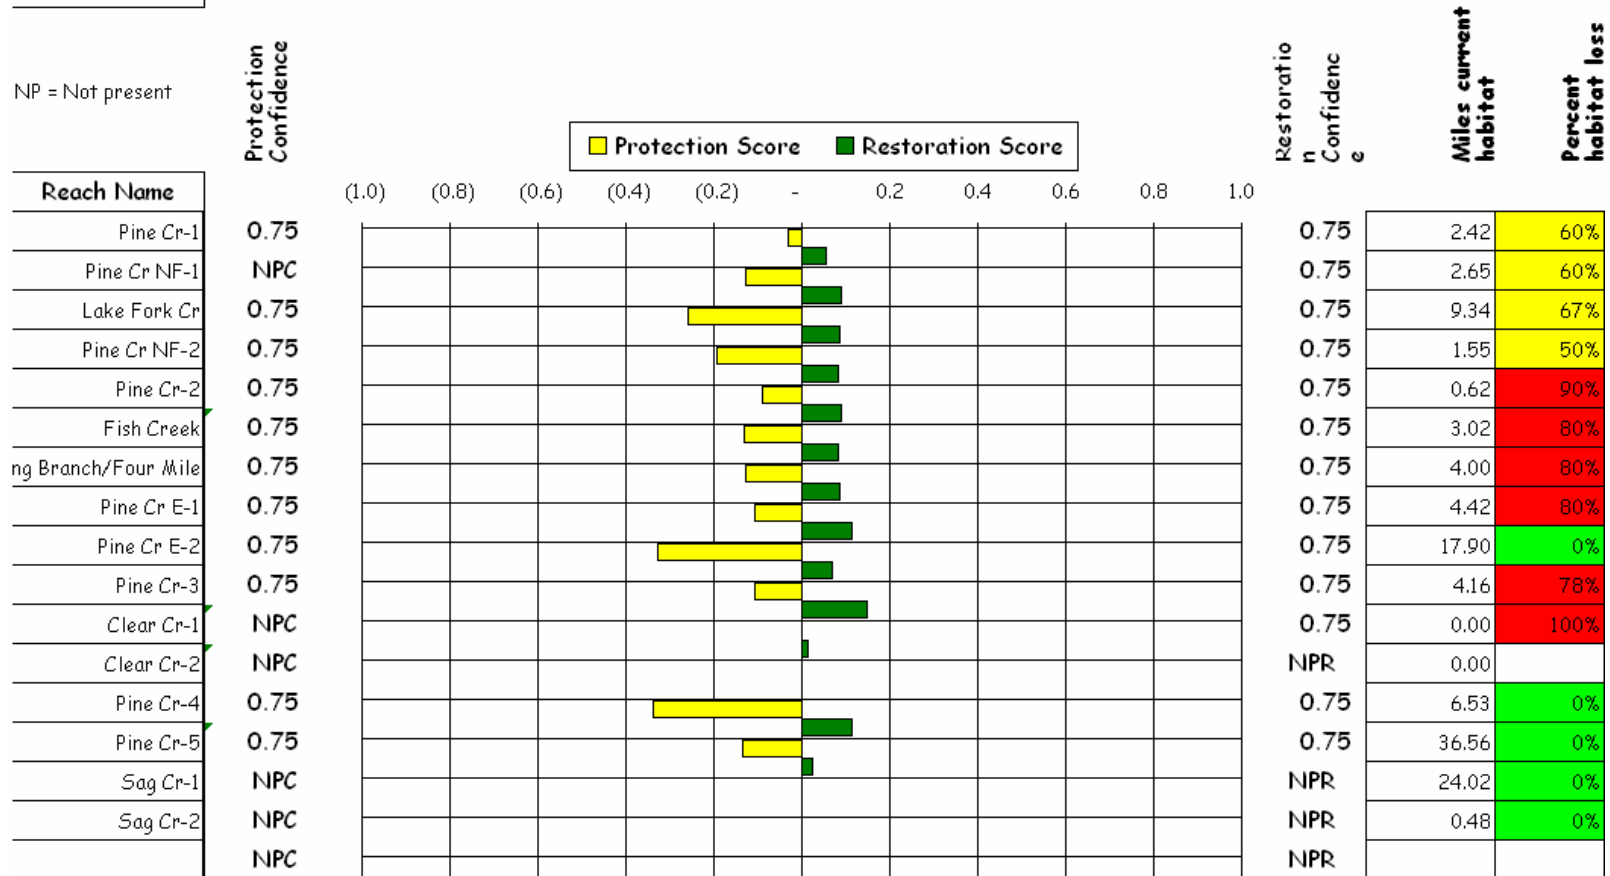 NP = Not present
Protection
Confidence
Protection Score Restoration Score
Restoratio
n
Confidenc
e
Miles current
habitat
Percent
habitat loss
Reach Name (1.0) (0.8) (0.6) (0.4) (0.2) - 0.2 0.4 0.6 0.8 1.0
Pine Cr-1 0.75 0.75 2.42 60%
Pine Cr NF-1 NPC 0.75 2.65 60%
Lake Fork Cr 0.75 0.75 9.34 67%
Pine Cr NF-2 0.75 0.75 1.55 50%
Pine Cr-2 0.75 0.75 0.62 90%
Fish Creek 0.75 0.75 3.02 80%
ng Branch/Four Mile 0.75 0.75 4.00 80%
Pine Cr E-1 0.75 0.75 4.42 80%
Pine Cr E-2 0.75 0.75 17.90 0%
Pine Cr-3 0.75 0.75 4.16 78%
Clear Cr-1 NPC 0.75 0.00 100%
Clear Cr-2 NPC NPR 0.00
Pine Cr-4 0.75 0.75 6.53 0%
Pine Cr-5 0.75 0.75 36.56 0%
Sag Cr-1 NPC NPR 24.02 0%
Sag Cr-2 NPC NPR 0.48 0%
NPC NPR